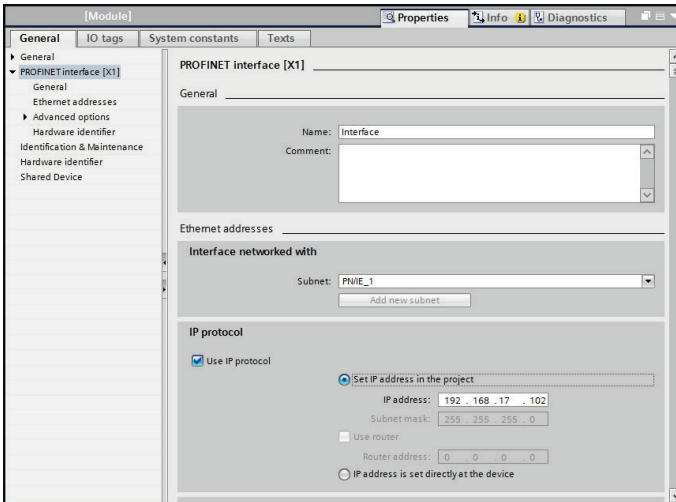 [Module]
Properties
Info
Diagnostics
General
IO tags
System constants
Texts
General
PROFINET interface [X1]
General
Ethernet addresses
Advanced options
Hardware identifier
Identification & Maintenance
Hardware identifier
Shared Device
PROFINET interface [X1]
General
Name: Interface
Comment:
Ethernet addresses
Interface networked with
Subnet: PN/IE_1
Add new subnet
IP protocol
Use IP protocol
Set IP address in the project
IP address: 192 . 168 . 17 . 102
Subnet mask: 255 . 255 . 255 . 0
Use router
Router address: 0 . 0 . 0 . 0
IP address is set directly at the device